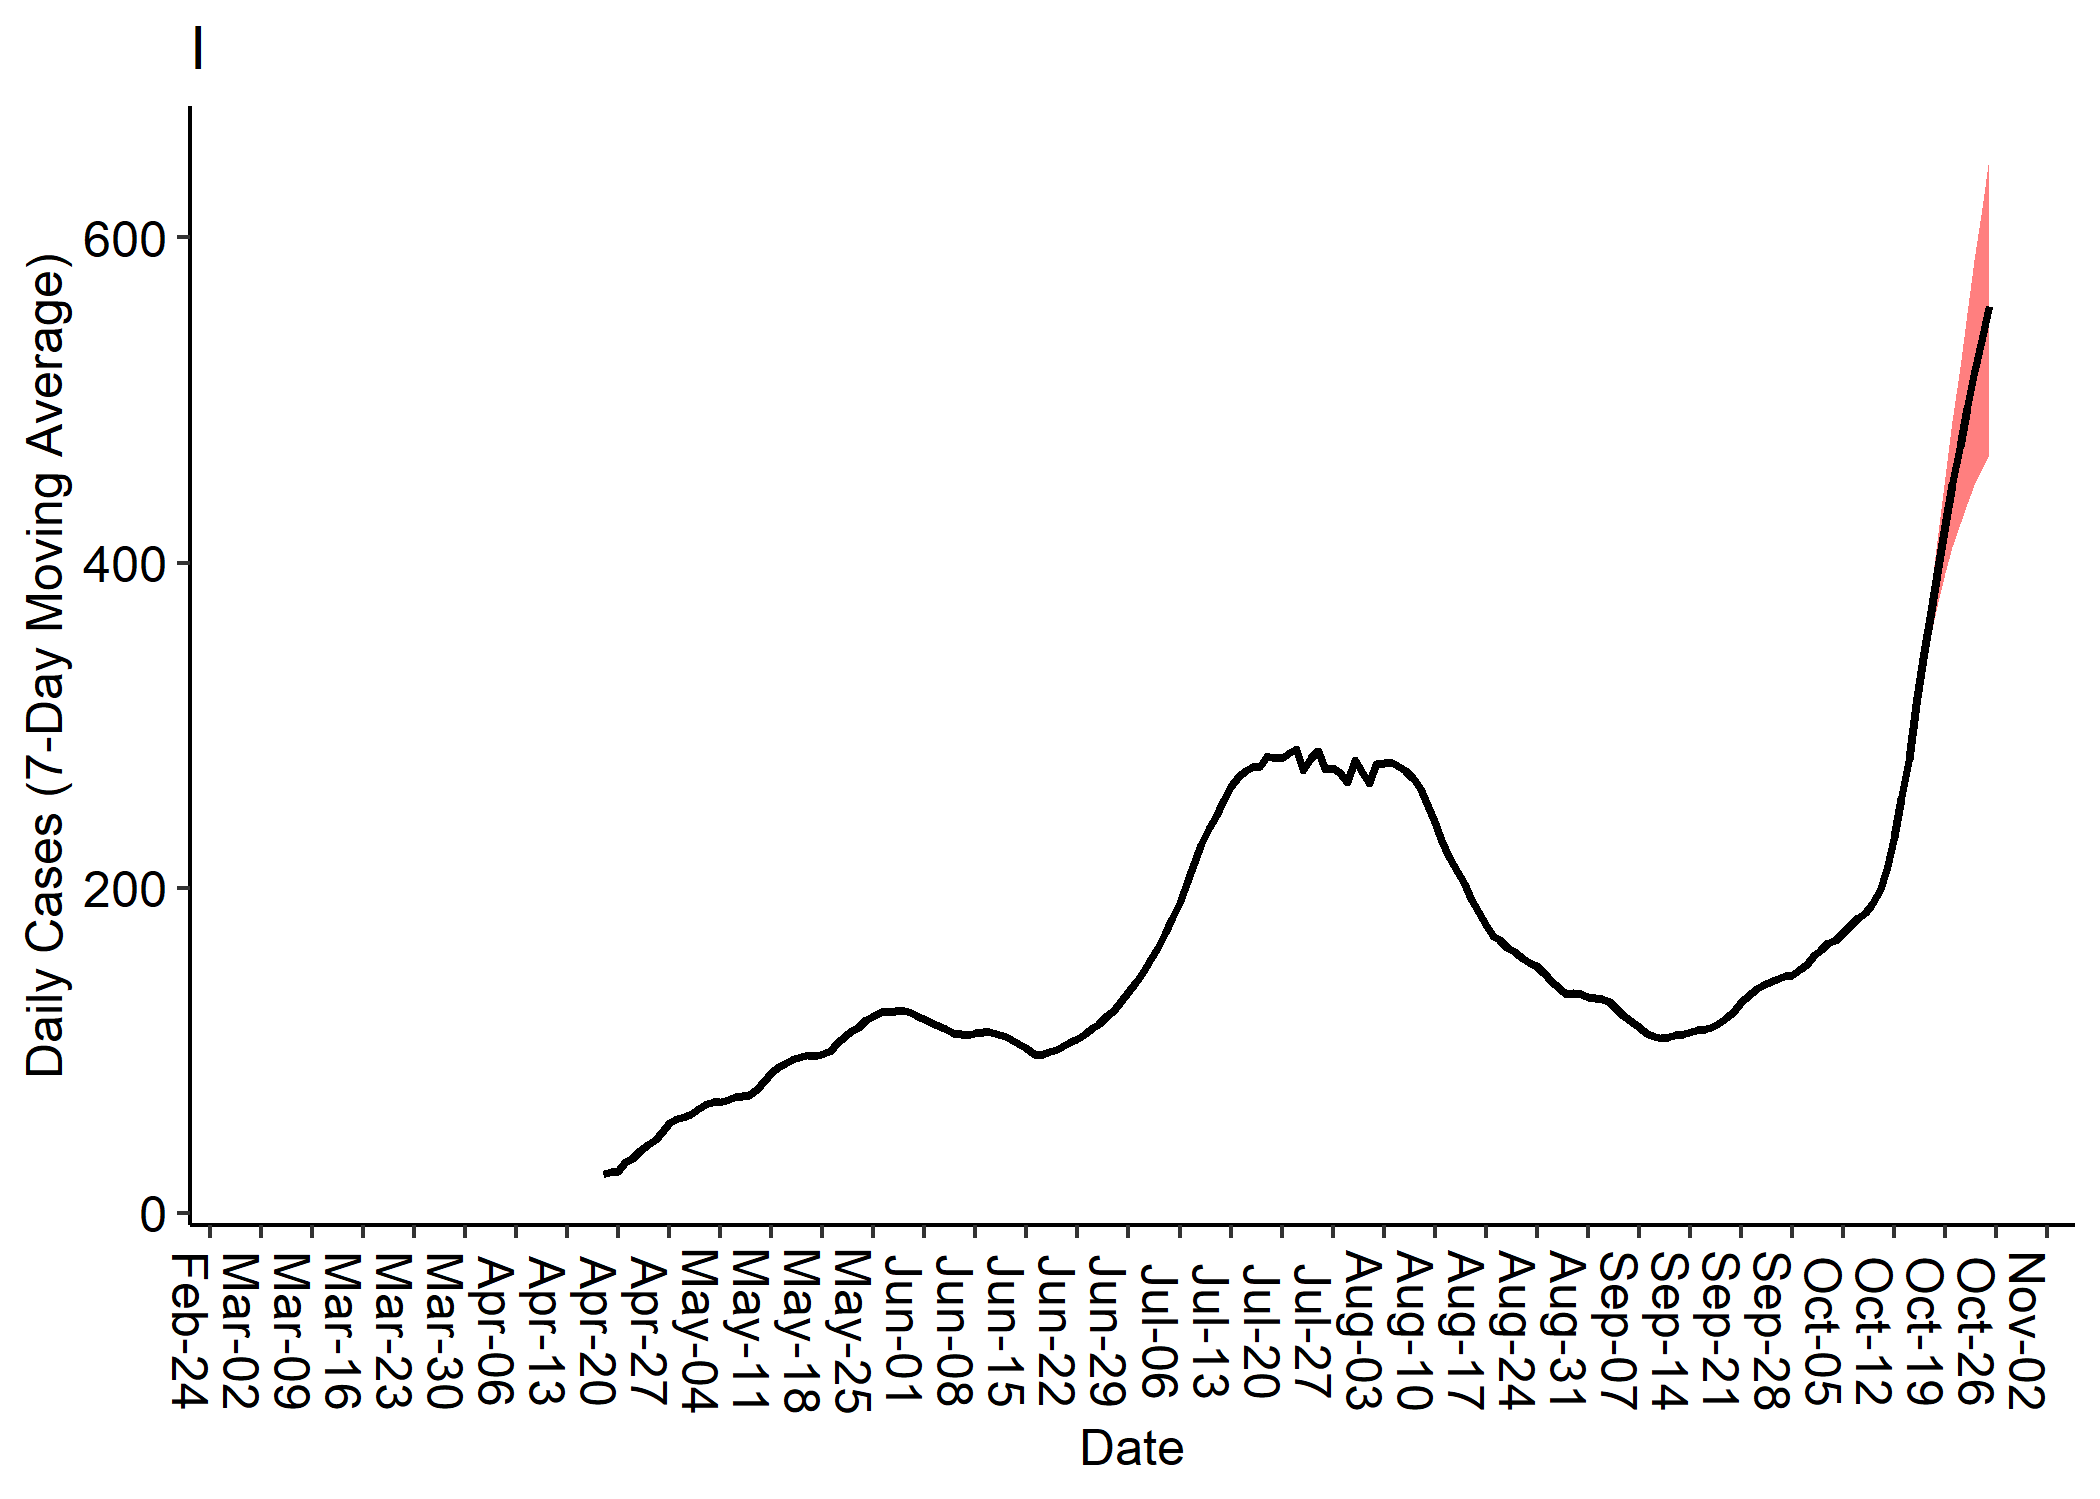 I
Daily Cases (7-Day Moving Average)
600
400
200
0
Feb-24
Mar-02
Mar-09
Mar-16
Mar-23
Mar-30
Apr-06
Apr-13
Apr-20
Apr-27
May-04
May-11
May-18
May-25
Jun-01
Jun-08
Jun-15
Jun-22
Jun-29
Jul-06
Jul-13
Jul-20
Jul-27
Aug-03
Aug-10
Aug-17
Aug-24
Aug-31
Sep-07
Sep-14
Sep-21
Sep-28
Oct-05
Oct-12
Oct-19
Oct-26
Nov-02
Date